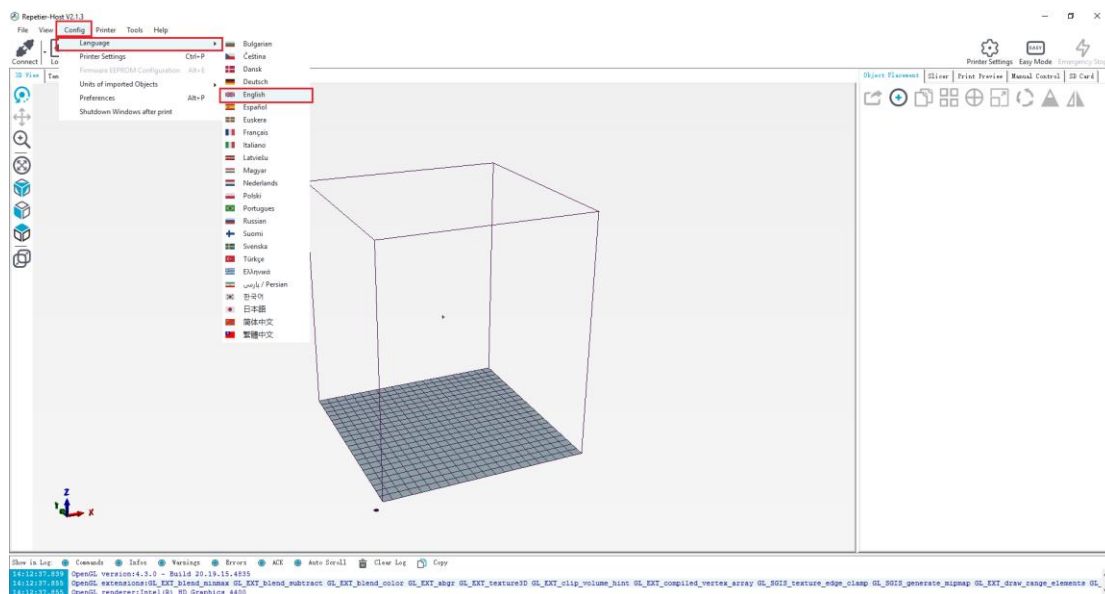 Repetier-Host V2.1.3
File View Config Printer Tools Help
Connect
Printer Settings Easy Mode Emergency Stop
EASY
Language
Printer Settings Ctrl+P
Firmware EEPROM Configuration Alt+E
Units of imported Objects
Preferences Alt+P
Shutdown Windows after print
Bulgarian
Čeština
Dansk
Deutsch
English
Español
Euskera
Français
Italiano
Latviešu
Magyar
Nederlands
Polski
Portugues
Russian
Suomi
Svenska
Türkçe
Ελληνικά
پارسی / Persian
한국어
日本語
简体中文
繁體中文
3D View
Object Placement Slicer Print Preview Manual Control SD Card
Z
Y
X
Show in Log: Commands Infos Warnings Errors ACK Auto Scroll Clear Log Copy
14:12:37.839 OpenGL version:4.3.0 - Build 20.19.15.4835
14:12:37.855 OpenGL extensions:GL_EXT_blend_minmax GL_EXT_blend_subtract GL_EXT_blend_color GL_EXT_abgr GL_EXT_texture3D GL_EXT_clip_volume_hint GL_EXT_compiled_vertex_array GL_SGIS_texture_edge_clamp GL_SGIS_generate_mipmap GL_EXT_draw_range_elements GL_
14:12:37.855 OpenGL renderer:Intel(R) HD Graphics 4400